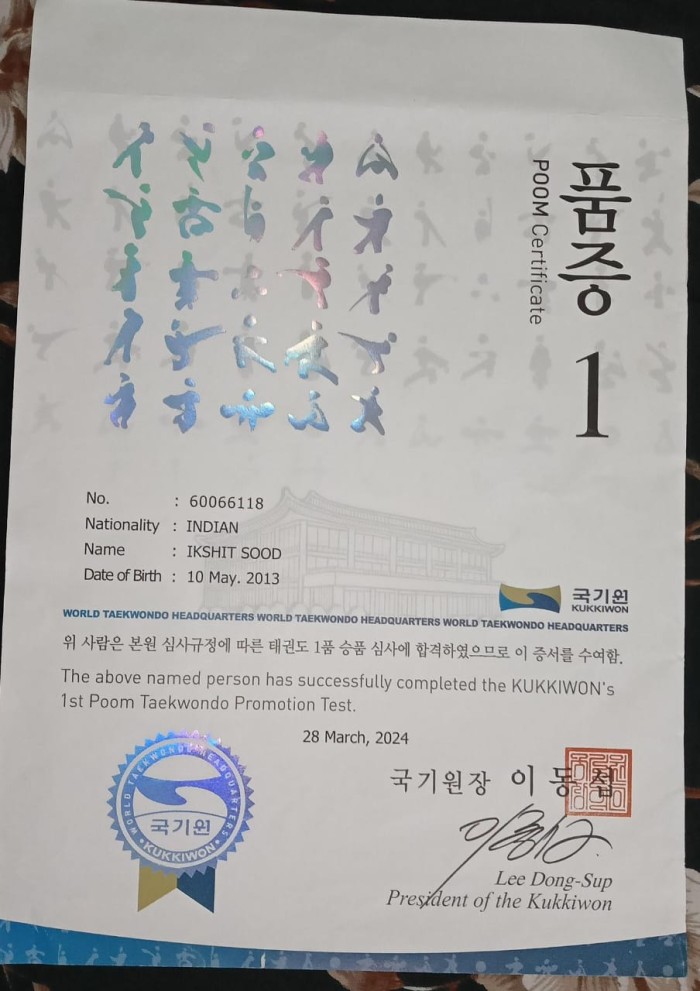 품증 1
POOM Certificate
No. : 60066118
Nationality : INDIAN
Name : IKSHIT SOOD
Date of Birth : 10 May. 2013
국기원
KUKKIWON
WORLD TAEKWONDO HEADQUARTERS WORLD TAEKWONDO HEADQUARTERS WORLD TAEKWONDO HEADQUARTERS
위 사람은 본원 심사규정에 따른 태권도 1품 승품 심사에 합격하였으므로 이 증서를 수여함.
The above named person has successfully completed the KUKKIWON's
1st Poom Taekwondo Promotion Test.
28 March, 2024
국기원장 이동섭
Lee Dong-Sup
President of the Kukkiwon
WORLD TAEKWONDO HEADQUARTERS
국기원
KUKKIWON